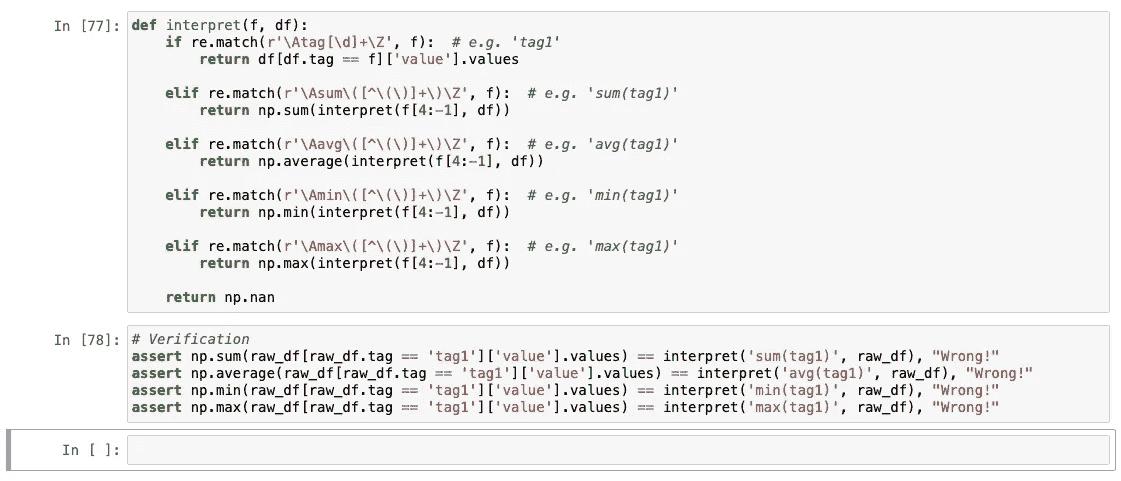 In [77]: def interpret(f, df):
    if re.match(r'\Atag[\d]+\Z', f):  # e.g. 'tag1'
        return df[df.tag == f]['value'].values

    elif re.match(r'\Asum\([^\(\)]+\)\Z', f):  # e.g. 'sum(tag1)'
        return np.sum(interpret(f[4:-1], df))

    elif re.match(r'\Aavg\([^\(\)]+\)\Z', f):  # e.g. 'avg(tag1)'
        return np.average(interpret(f[4:-1], df))

    elif re.match(r'\Amin\([^\(\)]+\)\Z', f):  # e.g. 'min(tag1)'
        return np.min(interpret(f[4:-1], df))

    elif re.match(r'\Amax\([^\(\)]+\)\Z', f):  # e.g. 'max(tag1)'
        return np.max(interpret(f[4:-1], df))

    return np.nan
In [78]: # Verification
assert np.sum(raw_df[raw_df.tag == 'tag1']['value'].values) == interpret('sum(tag1)', raw_df), "Wrong!"
assert np.average(raw_df[raw_df.tag == 'tag1']['value'].values) == interpret('avg(tag1)', raw_df), "Wrong!"
assert np.min(raw_df[raw_df.tag == 'tag1']['value'].values) == interpret('min(tag1)', raw_df), "Wrong!"
assert np.max(raw_df[raw_df.tag == 'tag1']['value'].values) == interpret('max(tag1)', raw_df), "Wrong!"
In [ ]: